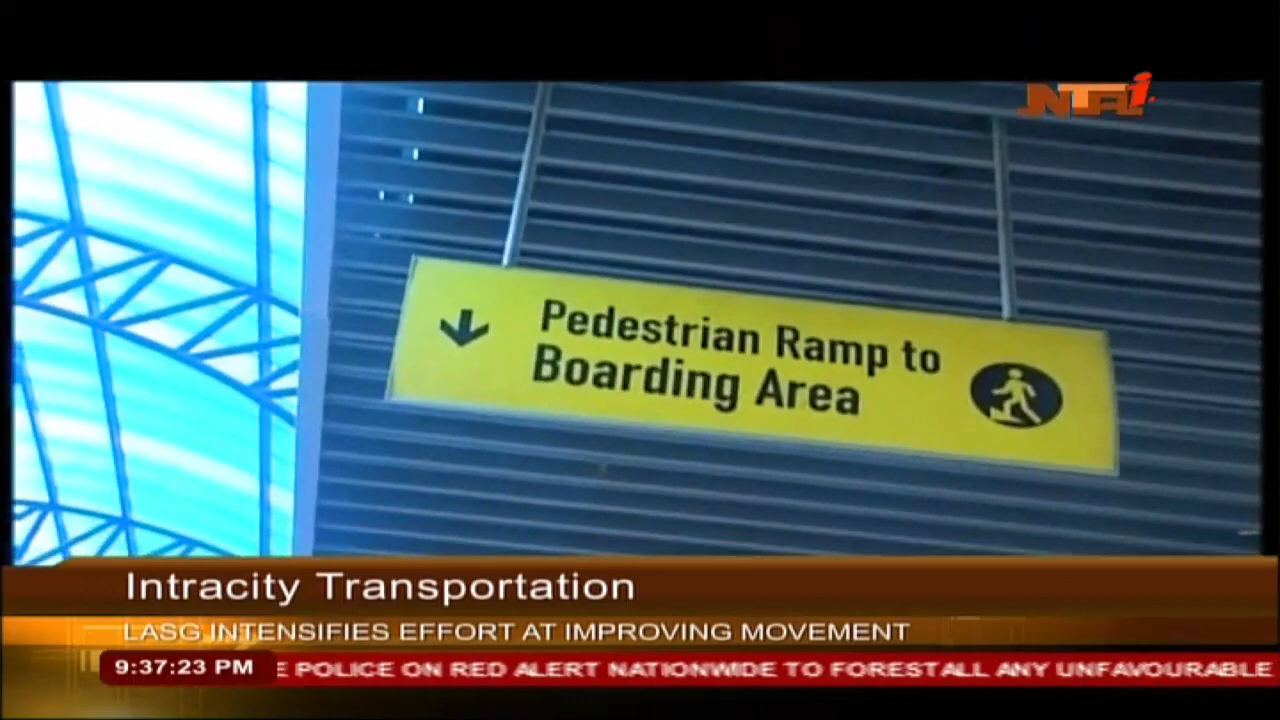 NTAi
Pedestrian Ramp to
Boarding Area
Intracity Transportation
LASG INTENSIFIES EFFORT AT IMPROVING MOVEMENT
9:37:23 PM
E POLICE ON RED ALERT NATIONWIDE TO FORESTALL ANY UNFAVOURABLE